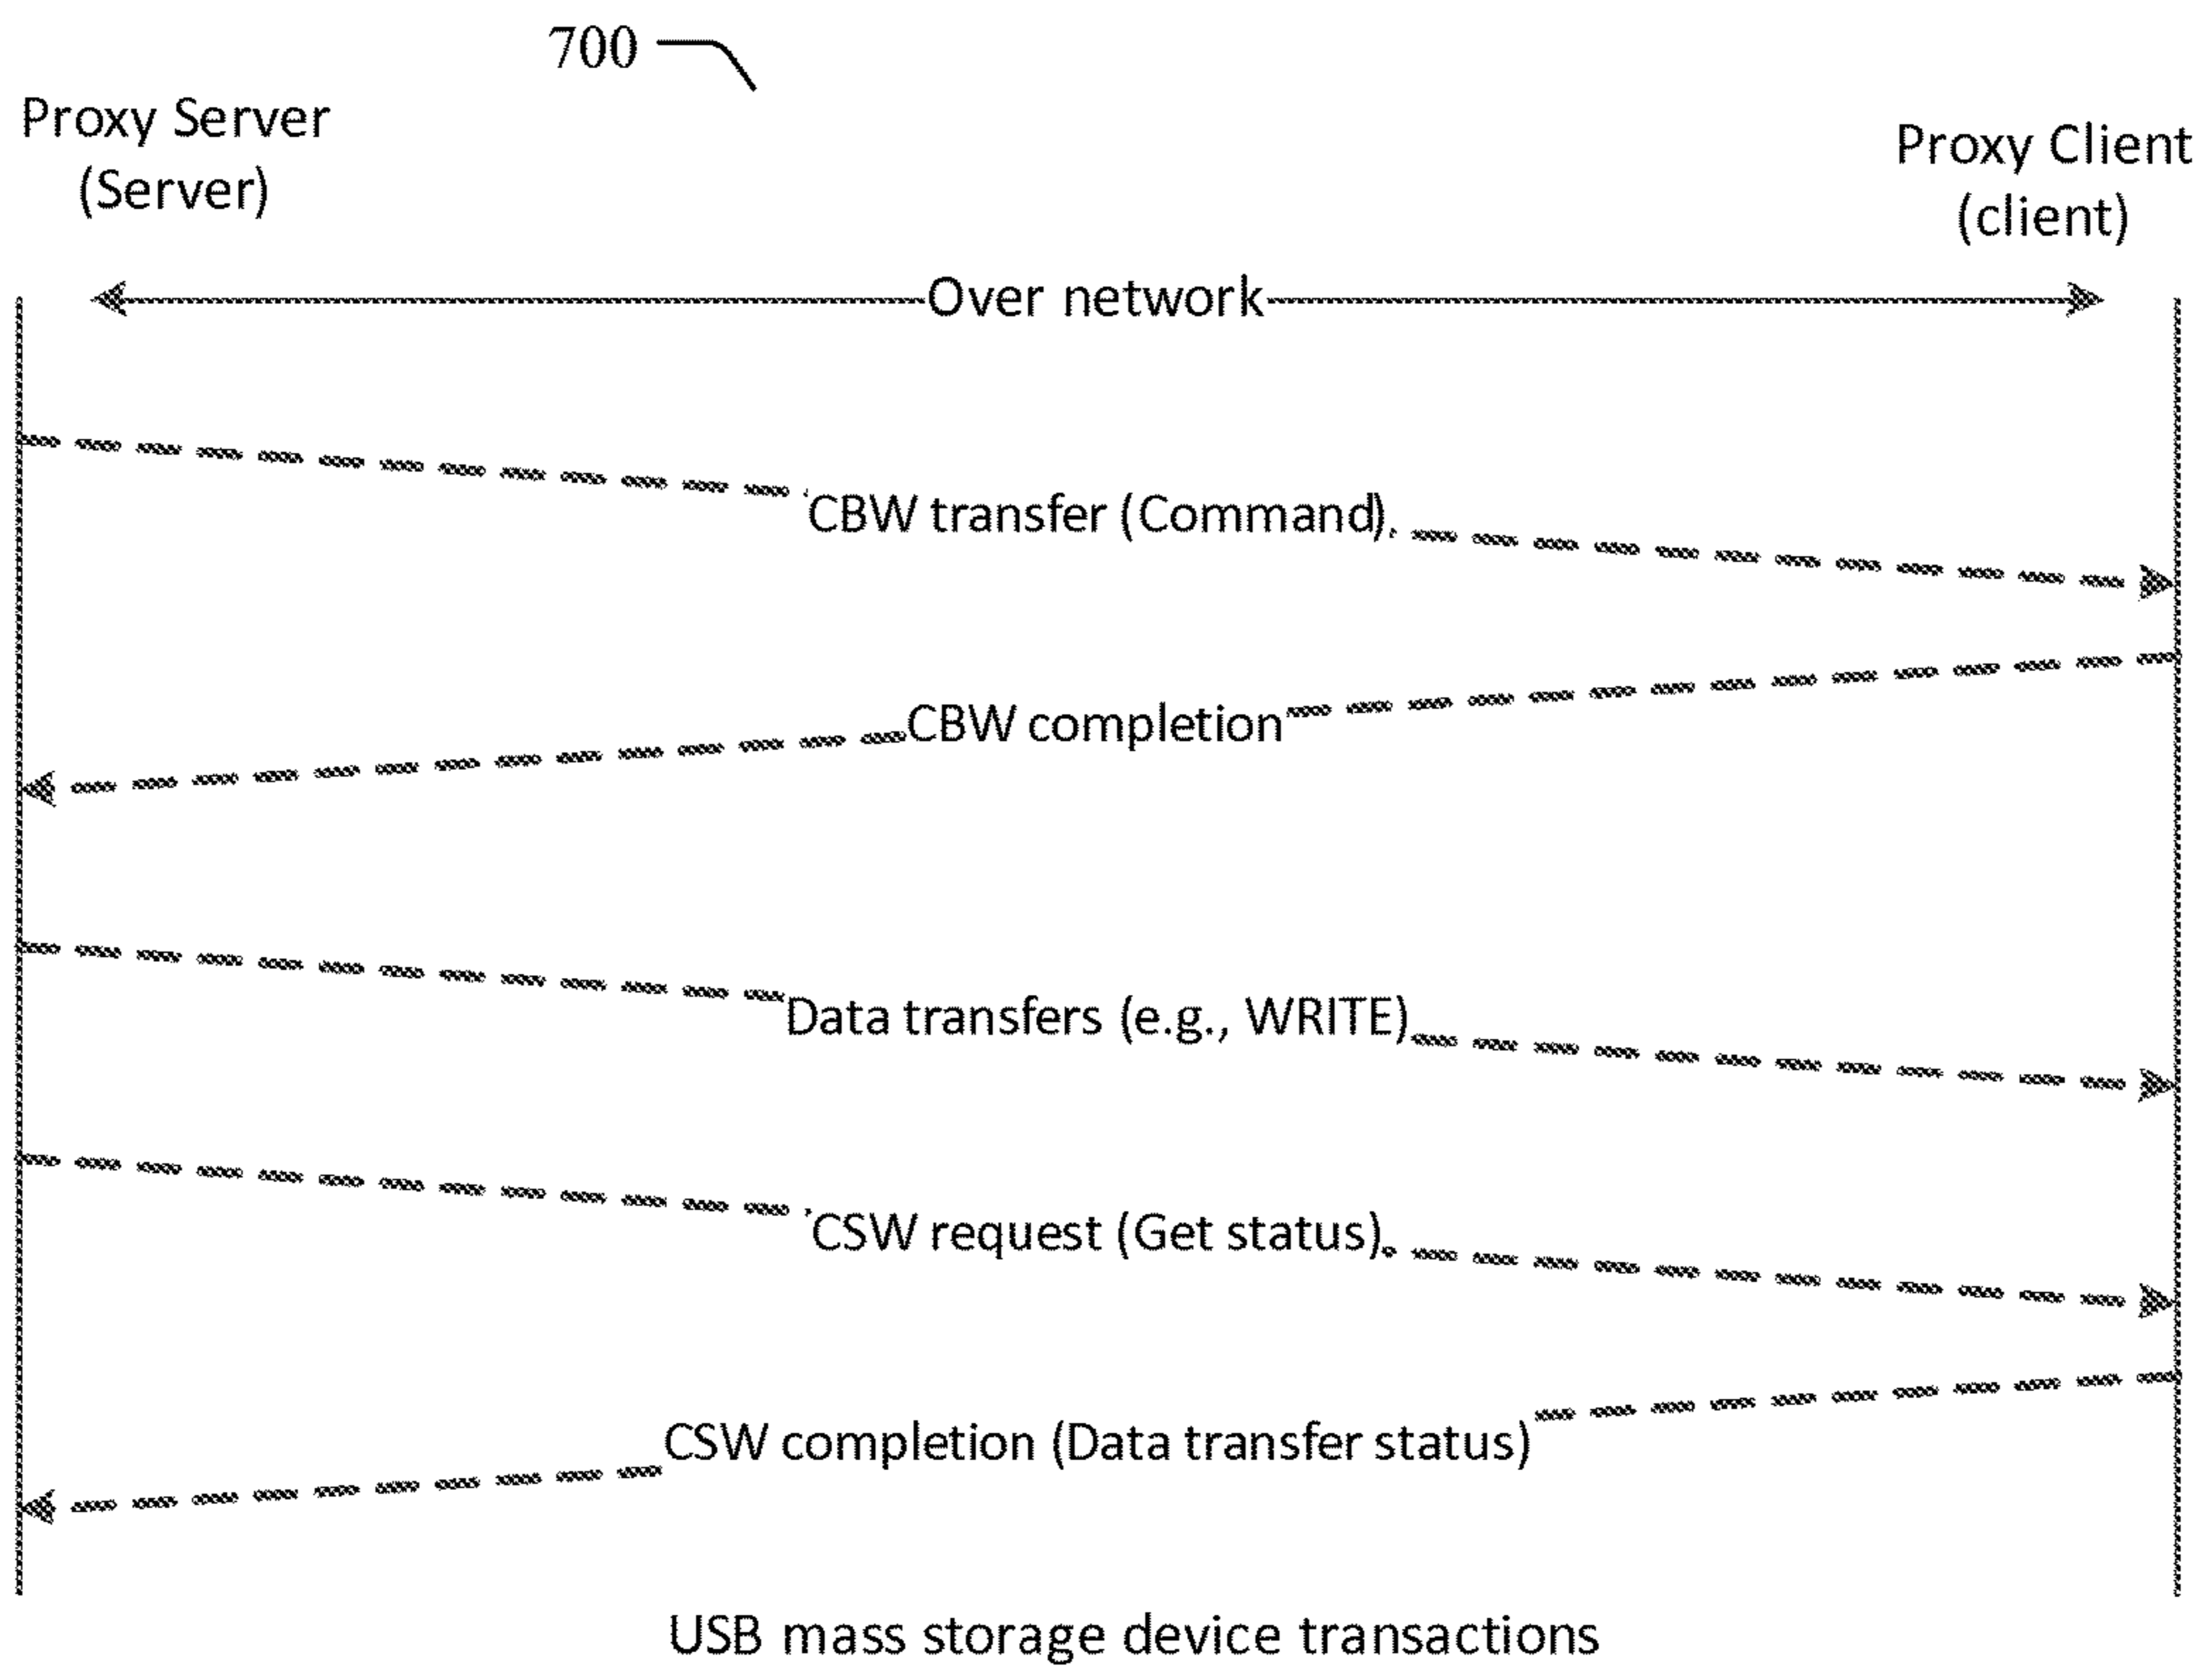 700
Proxy Server
(Server)
Proxy Client
(client)
Over network
CBW transfer (Command)
CBW completion
Data transfers (e.g., WRITE)
CSW request (Get status)
CSW completion (Data transfer status)
USB mass storage device transactions